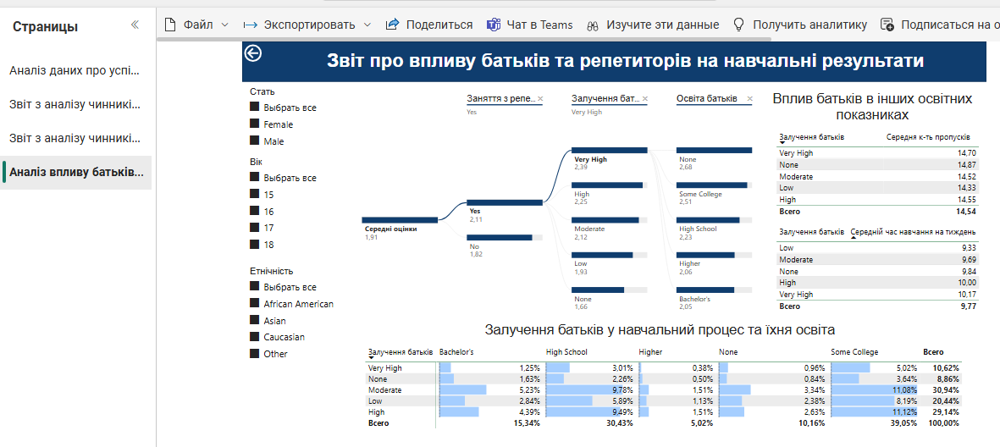 Страницы
Аналіз даних про успі...
Звіт з аналізу чинникі...
Звіт з аналізу чинникі...
Аналіз впливу батьків...
Файл Экспортировать Поделиться Чат в Teams Изучите эти данные Получить аналитику Подписаться на о
Звіт про впливу батьків та репетиторів на навчальні результати
Стать
Выбрать все
Female
Male
Вік
Выбрать все
15
16
17
18
Етнічність
Выбрать все
African American
Asian
Caucasian
Other
Заняття з репе... Залучення бат... Освіта батьків
Yes Very High
Середні оцінки
1,91
Yes
2,11
No
1,82
Very High
2,39
High
2,25
Moderate
2,12
Low
1,93
None
1,66
None
2,68
Some College
2,51
High School
2,23
Higher
2,06
Bachelor's
2,05
Вплив батьків в інших освітних
показниках
Залучення батьків Середня к-ть пропусків
Very High 14,70
None 14,87
Moderate 14,52
Low 14,33
High 14,55
Всего 14,54
Залучення батьків Середній час навчання на тиждень
Low 9,33
Moderate 9,69
None 9,84
High 10,00
Very High 10,17
Всего 9,77
Залучення батьків у навчальний процес та їхня освіта
Залучення батьків Bachelor's High School Higher None Some College Всего
Very High 1,25% 3,01% 0,38% 0,96% 5,02% 10,62%
None 1,63% 2,26% 0,50% 0,84% 3,64% 8,86%
Moderate 5,23% 9,78% 1,51% 3,34% 11,08% 30,94%
Low 2,84% 5,89% 1,13% 2,38% 8,19% 20,44%
High 4,39% 9,49% 1,51% 2,63% 11,12% 29,14%
Всего 15,34% 30,43% 5,02% 10,16% 39,05% 100,00%